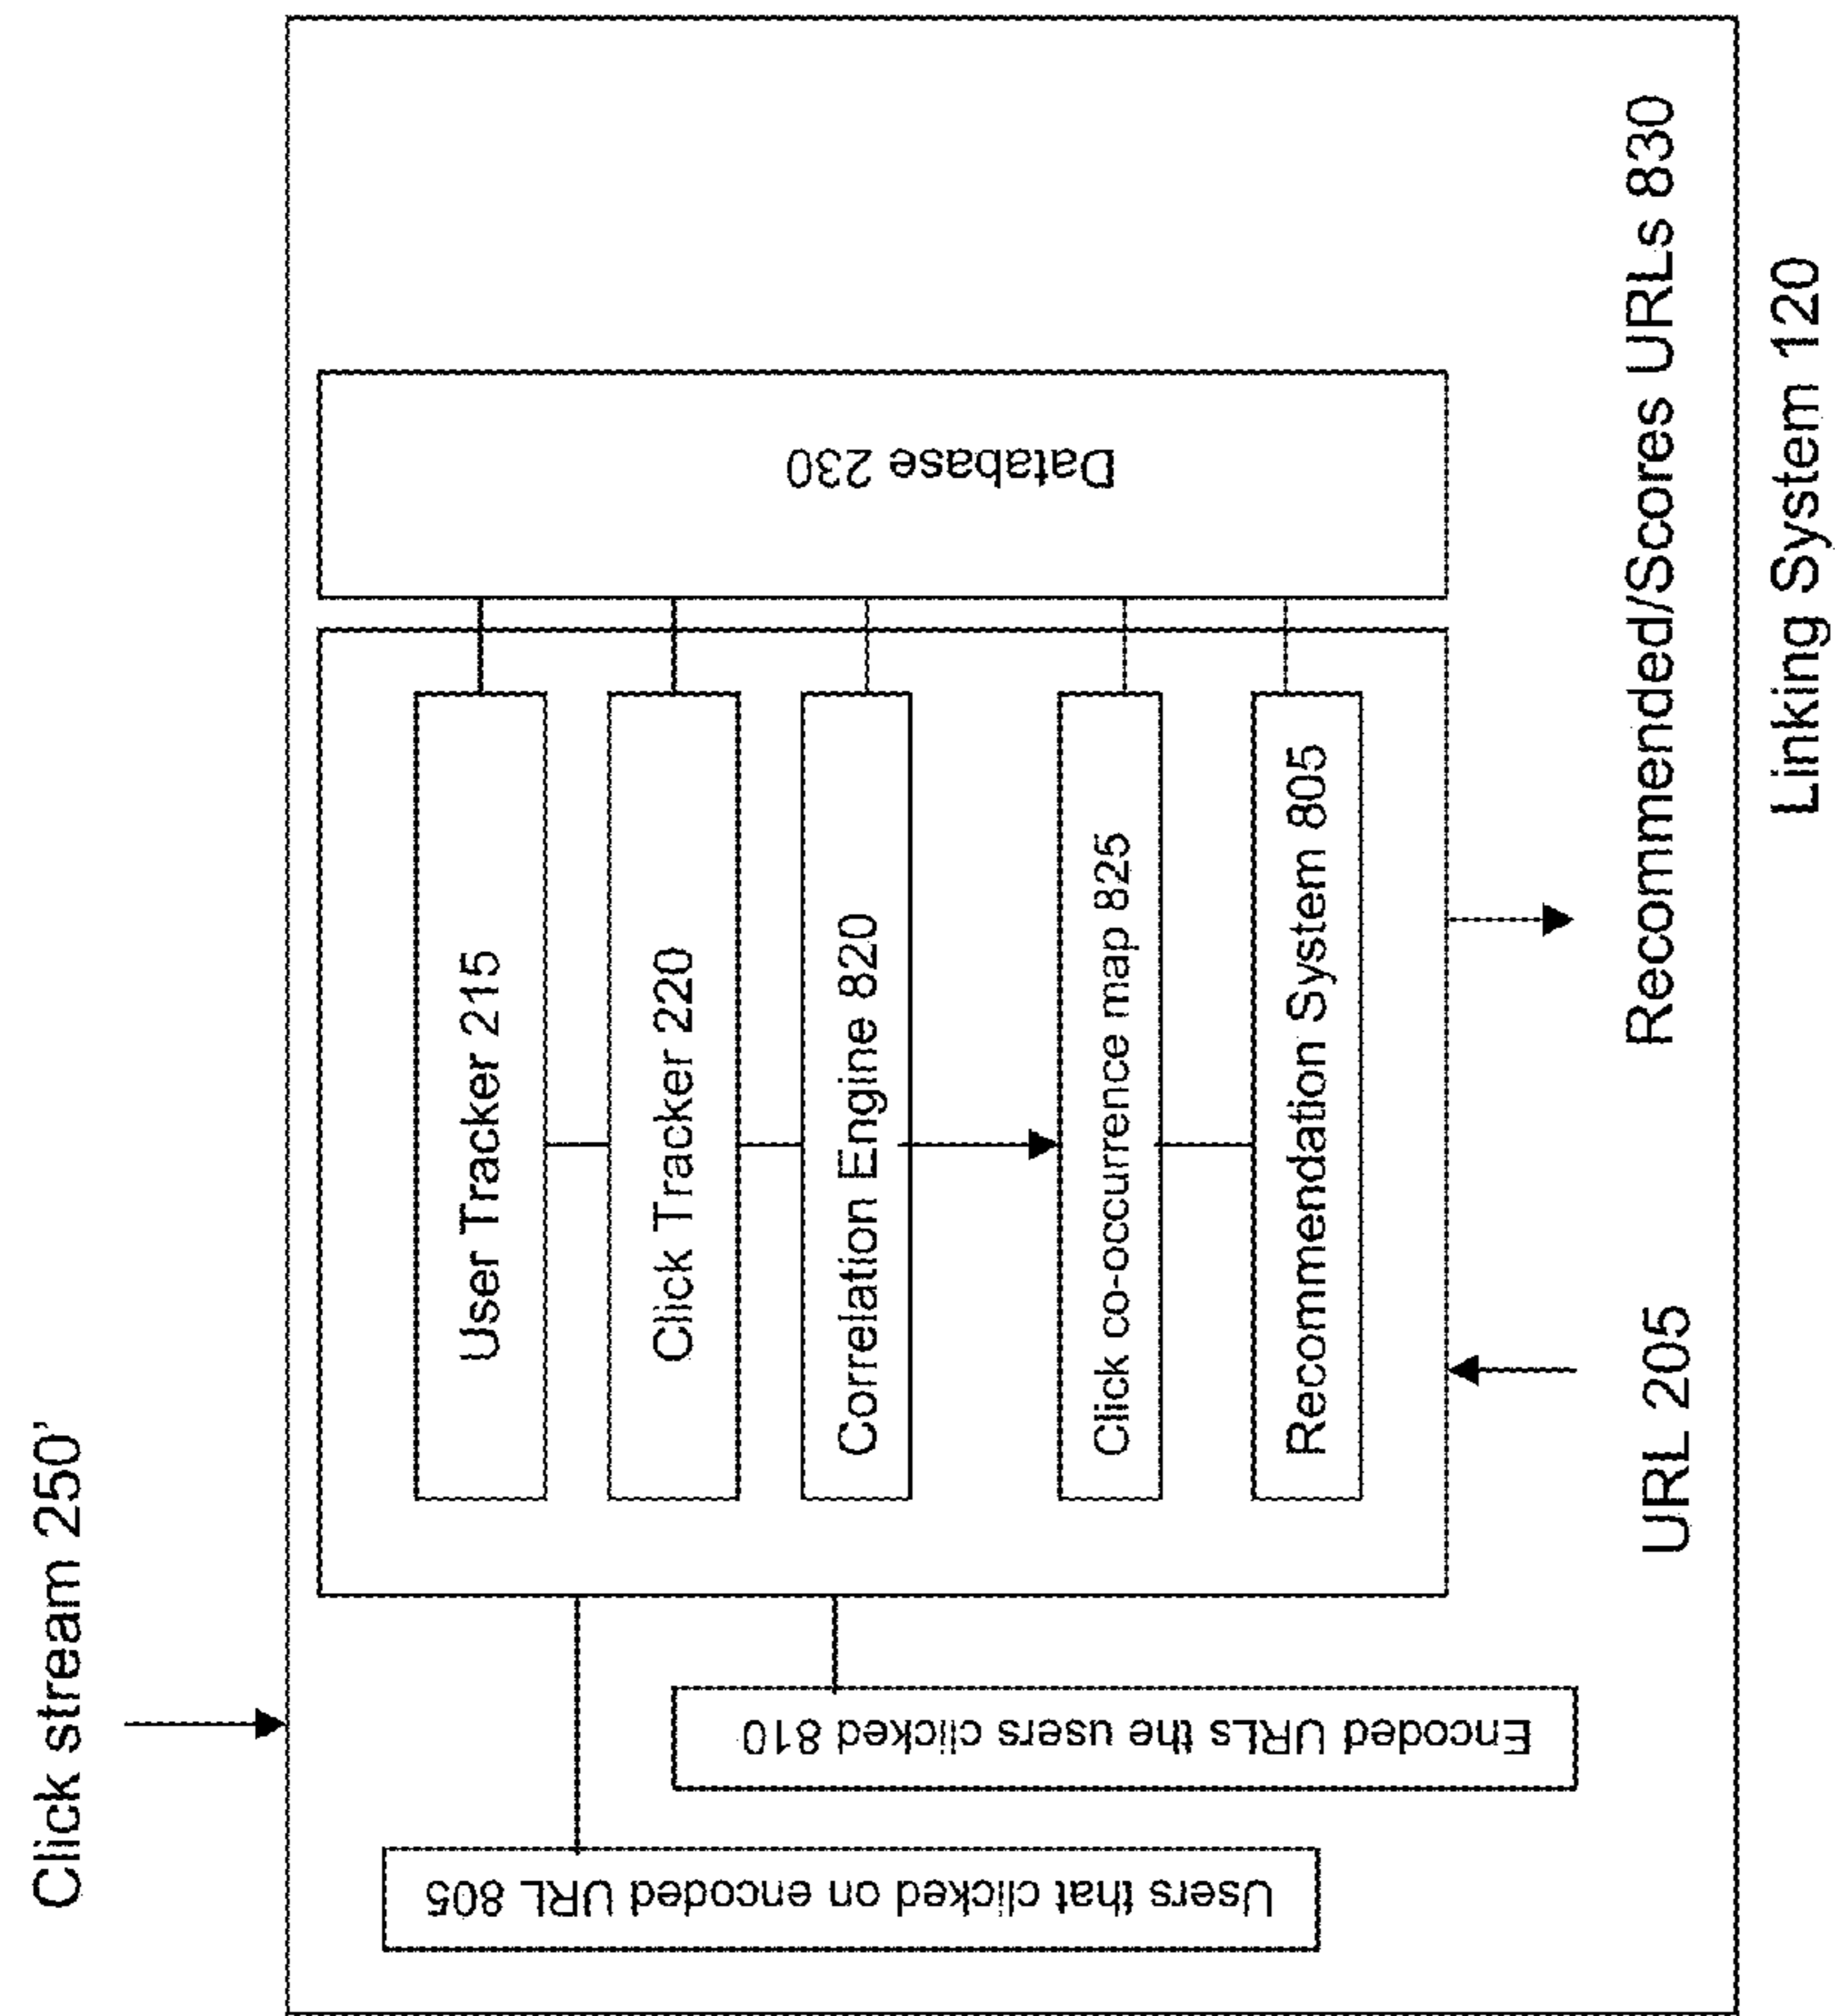 Click stream 250'
Users that clicked on encoded URL 805
Encoded URLs the users clicked 810
User Tracker 215
Click Tracker 220
Correlation Engine 820
Click co-occurrence map 825
Recommendation System 805
Database 230
URL 205
Recommended/Scores URLs 830
Linking System 120